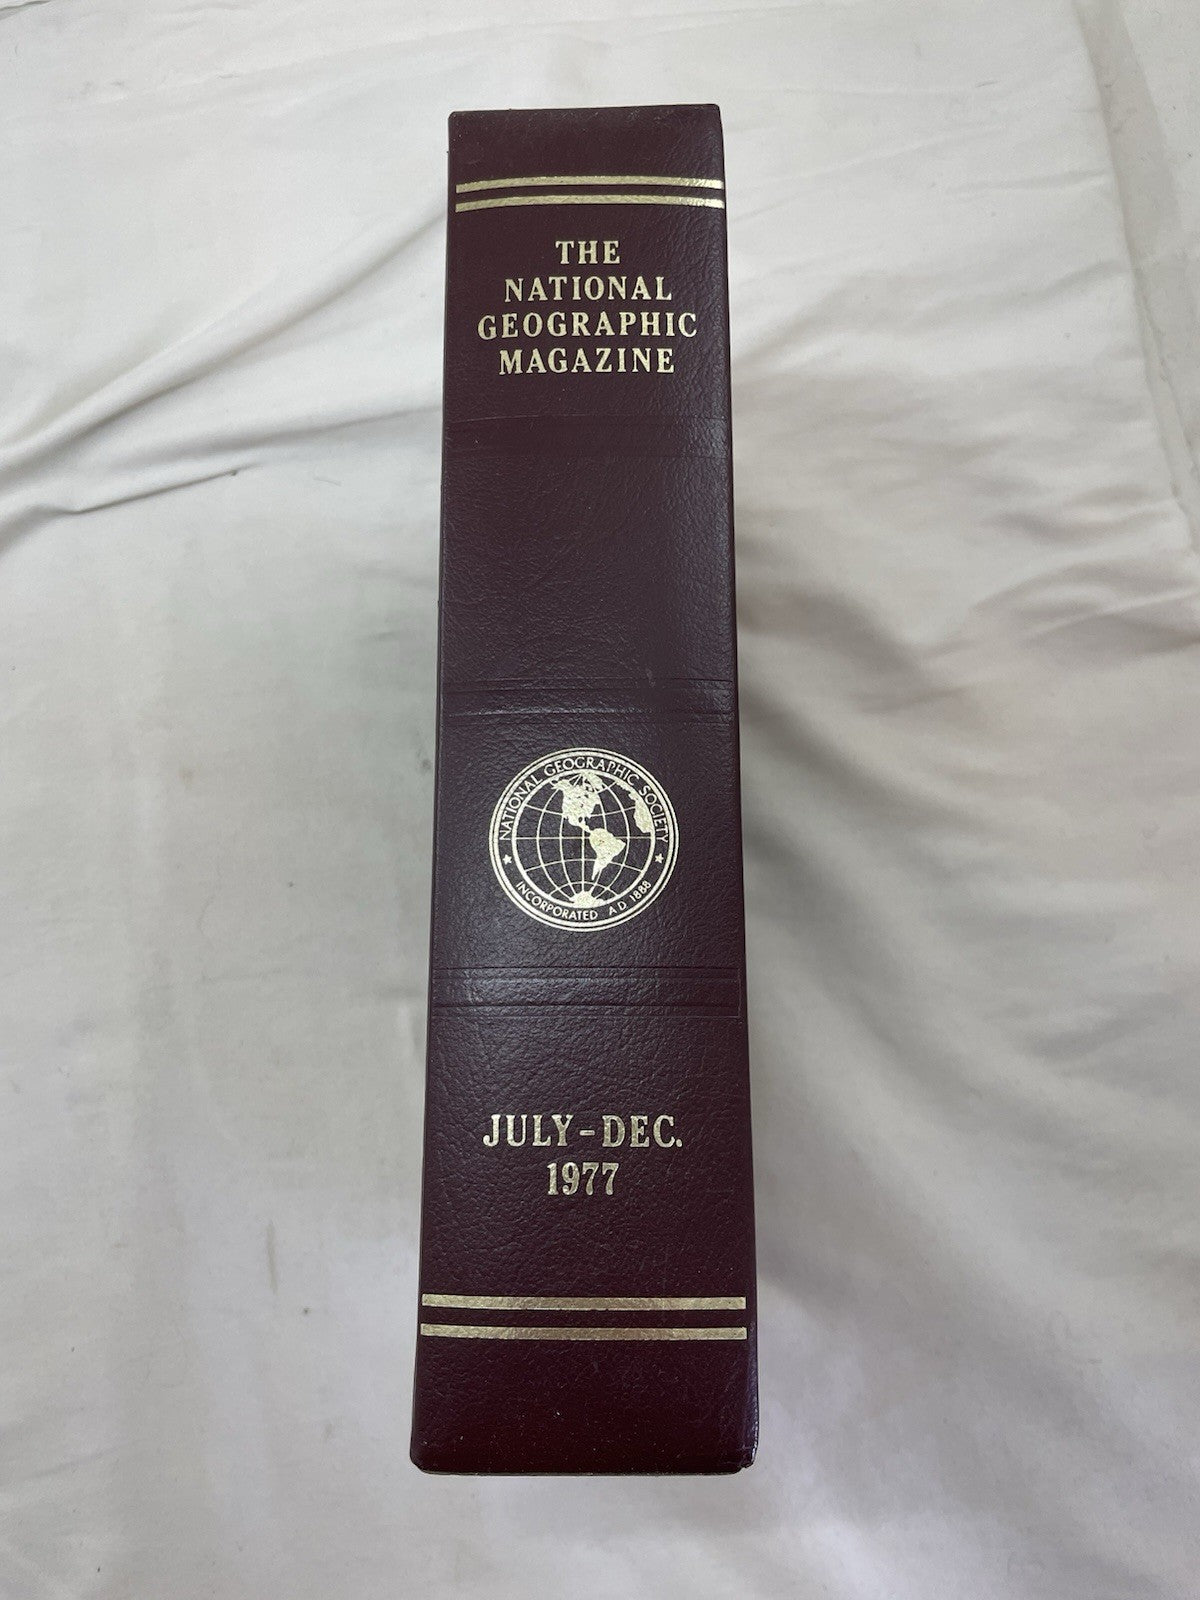 THE
NATIONAL
GEOGRAPHIC
MAGAZINE
NATIONAL GEOGRAPHIC SOCIETY
INCORPORATED A D 1888
JULY-DEC.
1977